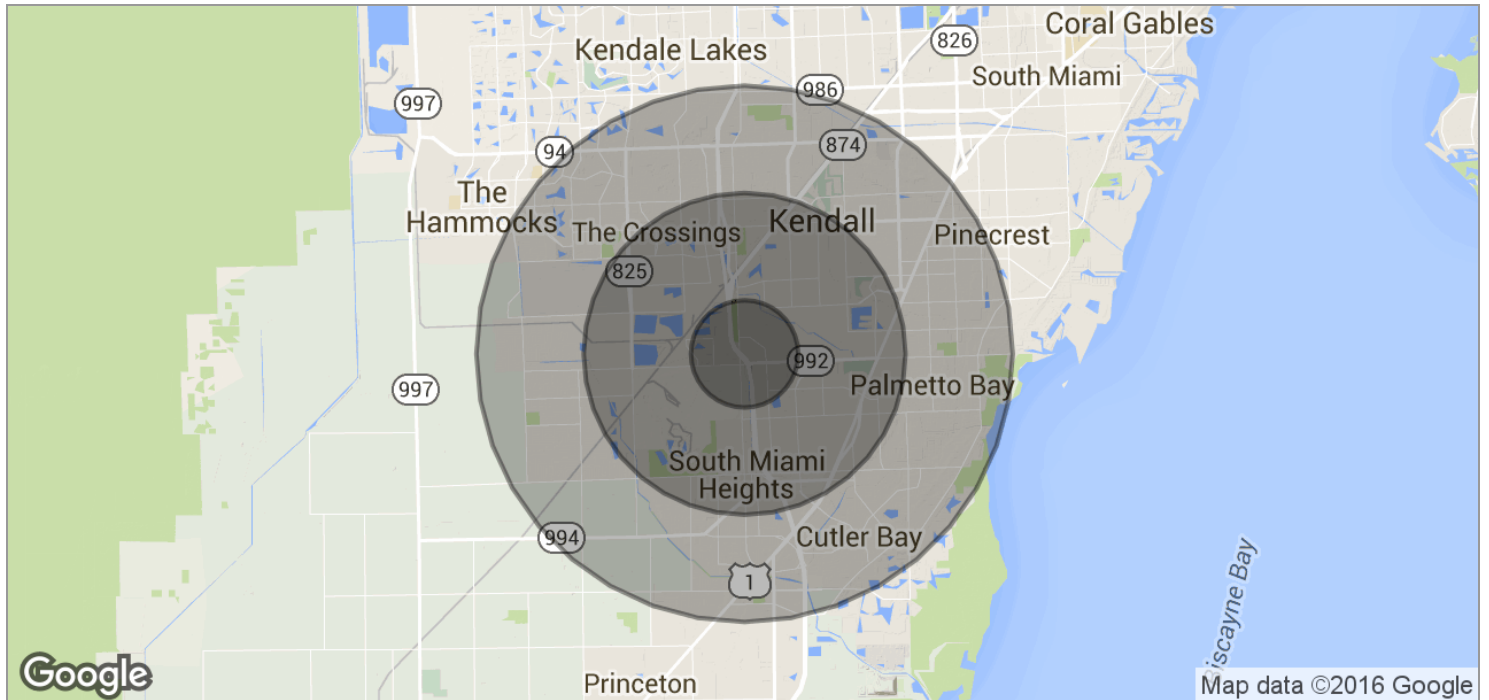 Coral Gables
826
Kendale Lakes
South Miami
986
997
874
94
The
Hammocks
The Crossings
Kendall
Pinecrest
825
992
997
Palmetto Bay
South Miami
Heights
994
Cutler Bay
1
Biscayne Bay
Princeton
Google
Map data ©2016 Google